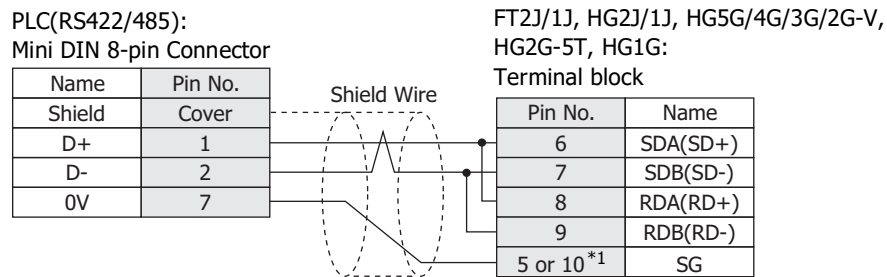 PLC(RS422/485):
Mini DIN 8-pin Connector
Name Pin No.
Shield Cover
D+ 1
D- 2
0V 7
Shield Wire
FT2J/1J, HG2J/1J, HG5G/4G/3G/2G-V,
HG2G-5T, HG1G:
Terminal block
Pin No. Name
6 SDA(SD+)
7 SDB(SD-)
8 RDA(RD+)
9 RDB(RD-)
5 or 10*1 SG